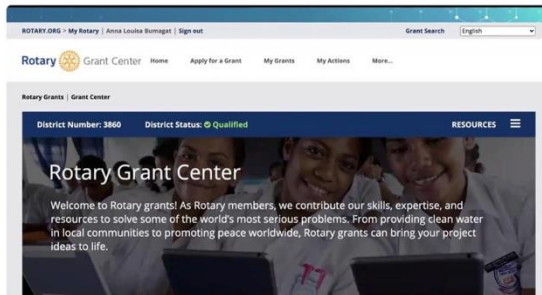 ROTARY.ORG > My Rotary | Anna Louisa Bumagat | Sign out
Grant Search
English
Rotary Grant Center Home Apply for a Grant My Grants My Actions More...
Rotary Grants | Grant Center
District Number: 3860 District Status: Qualified
RESOURCES
Rotary Grant Center
Welcome to Rotary grants! As Rotary members, we contribute our skills, expertise, and
resources to solve some of the world's most serious problems. From providing clean water
in local communities to promoting peace worldwide, Rotary grants can bring your project
ideas to life.